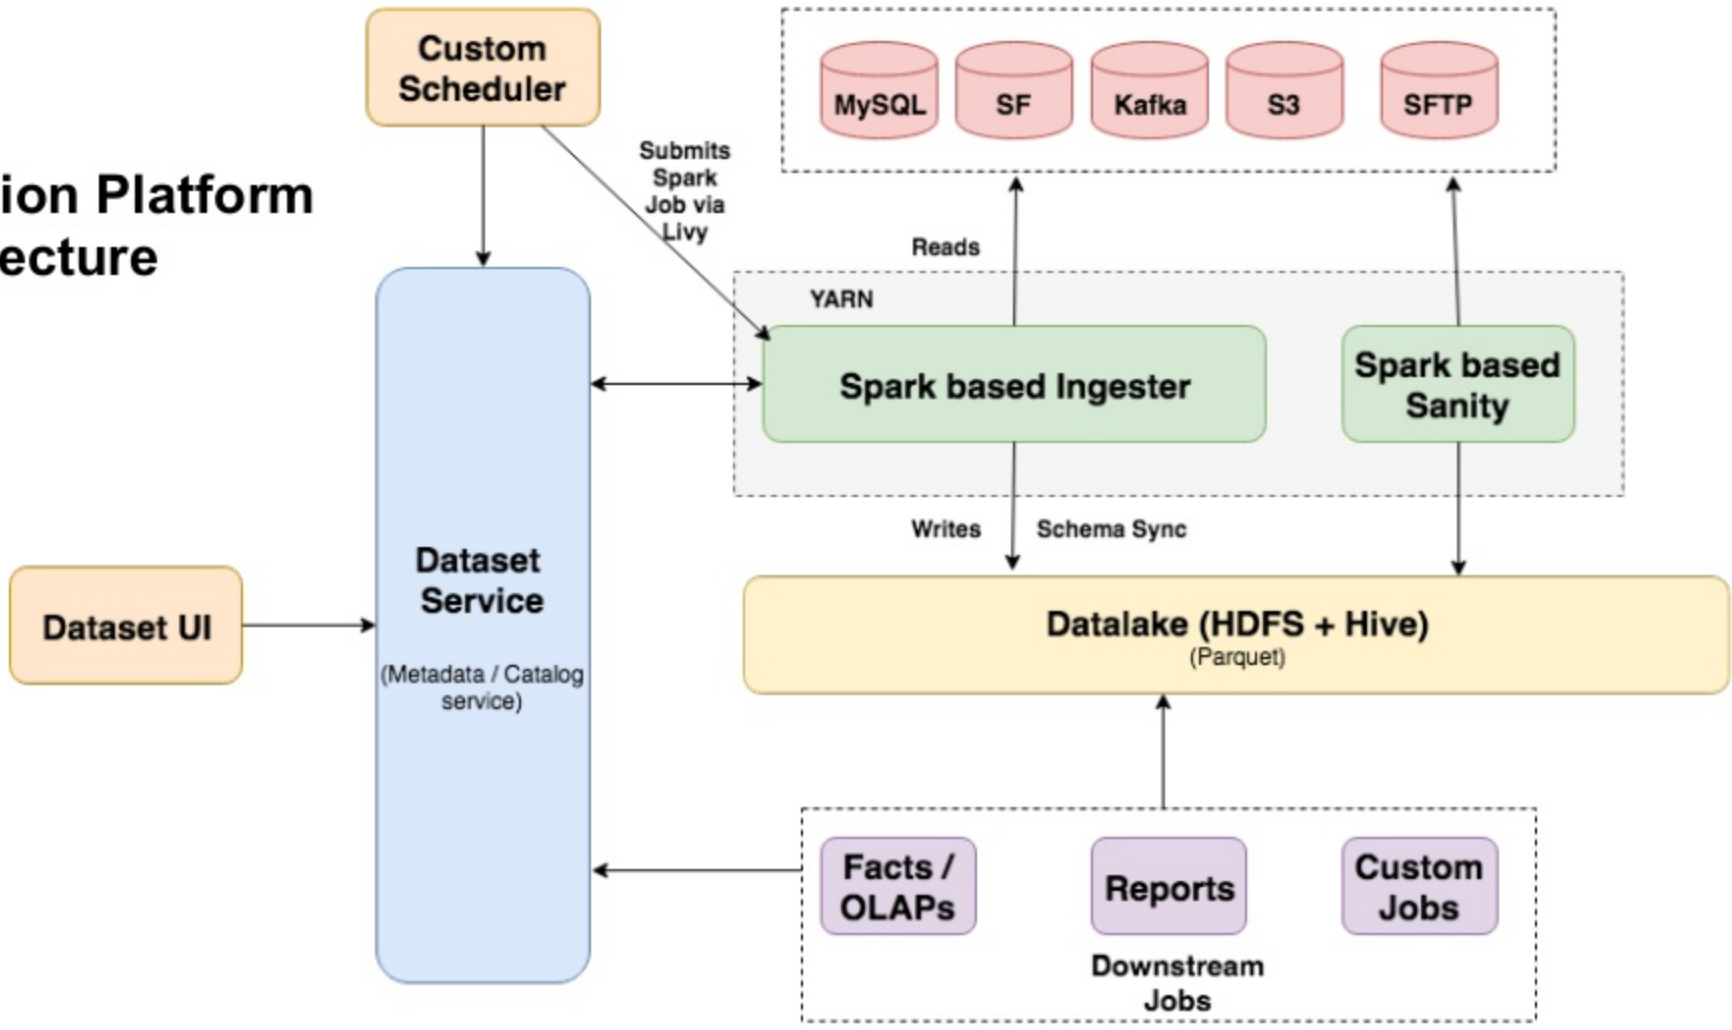 Custom
Scheduler
MySQL
SF
Kafka
S3
SFTP
ion Platform
ecture
Submits
Spark
Job via
Livy
Reads
YARN
Spark based Ingester
Spark based
Sanity
Writes
Schema Sync
Dataset
Service
(Metadata / Catalog
service)
Dataset UI
Datalake (HDFS + Hive)
(Parquet)
Facts /
OLAPs
Reports
Custom
Jobs
Downstream
Jobs